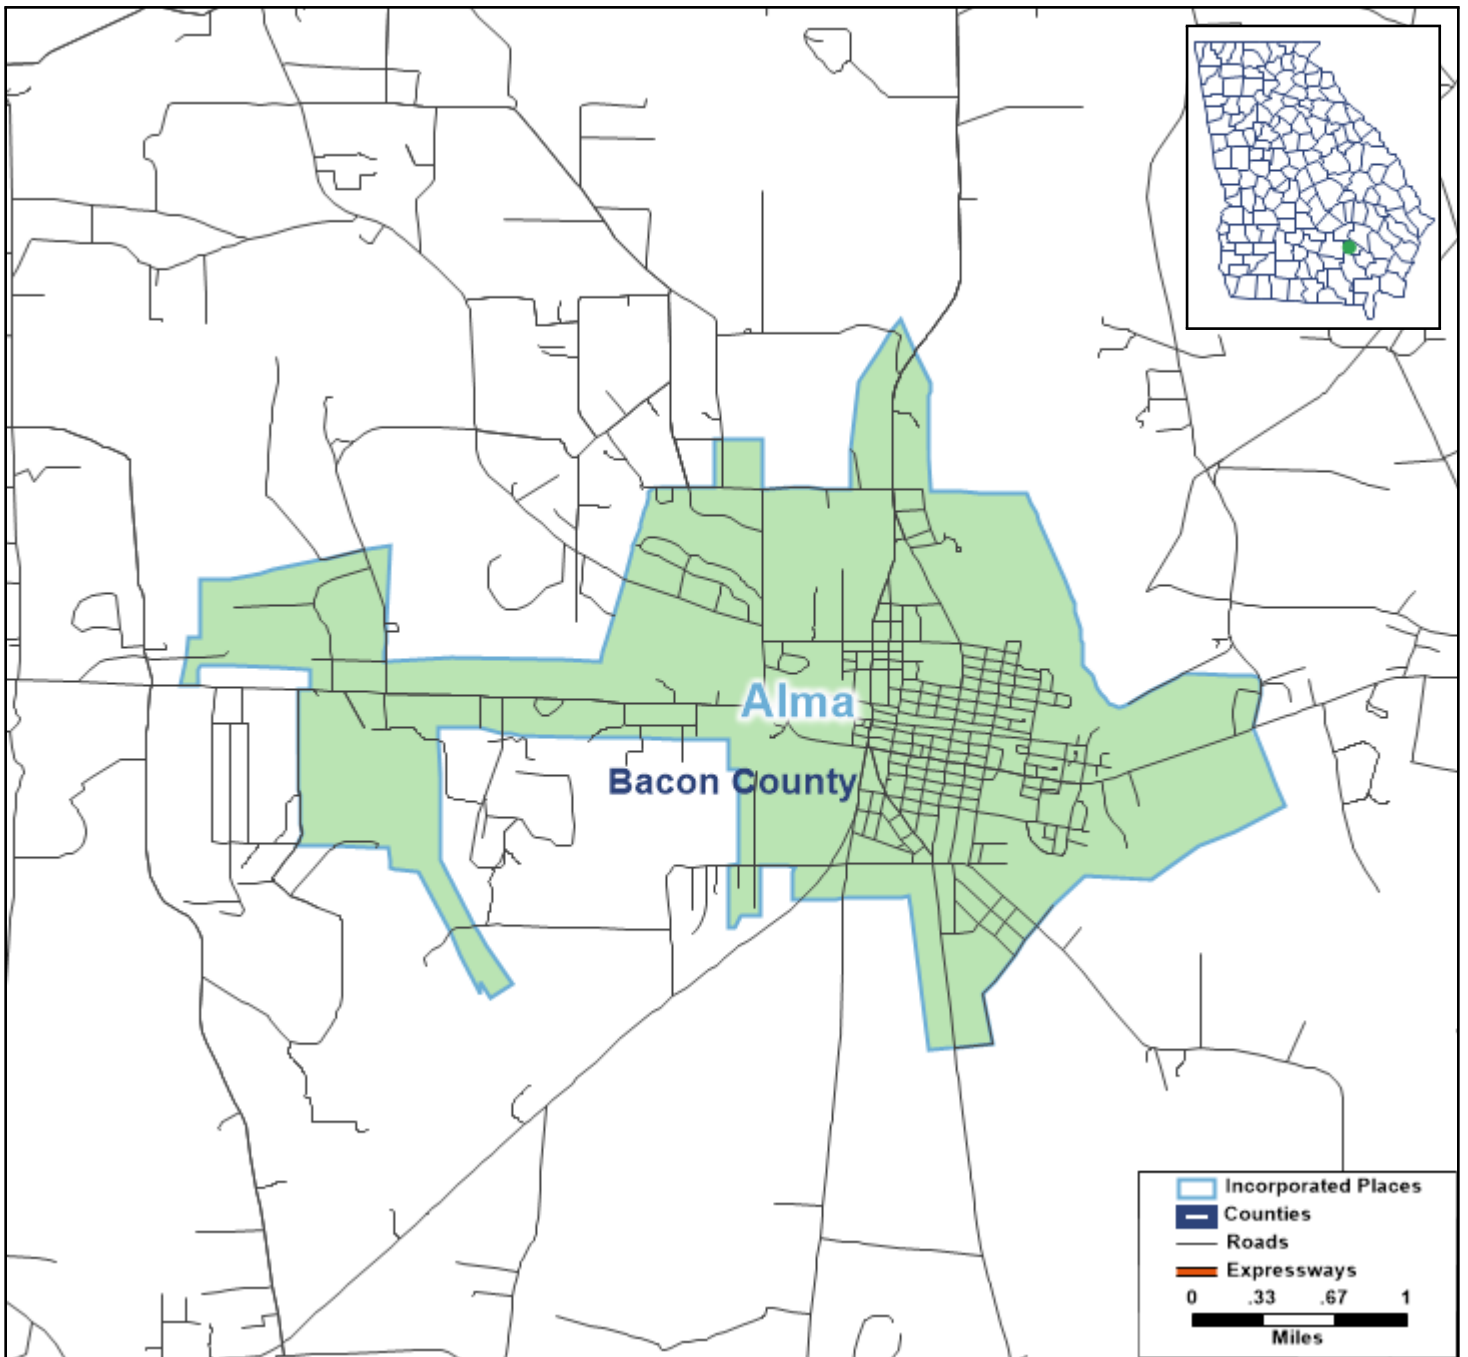 Alma
Bacon County
Incorporated Places
Counties
Roads
Expressways
0 .33 .67 1
Miles